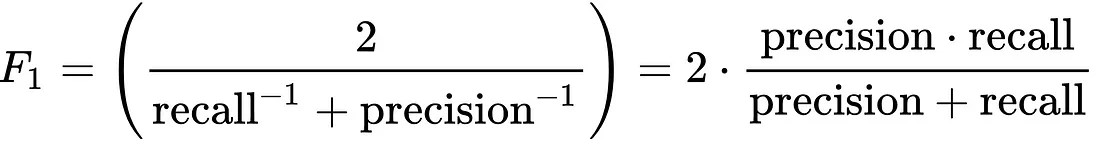 F₁ = ( 2 / (recall⁻¹ + precision⁻¹) ) = 2 · (precision · recall) / (precision + recall)